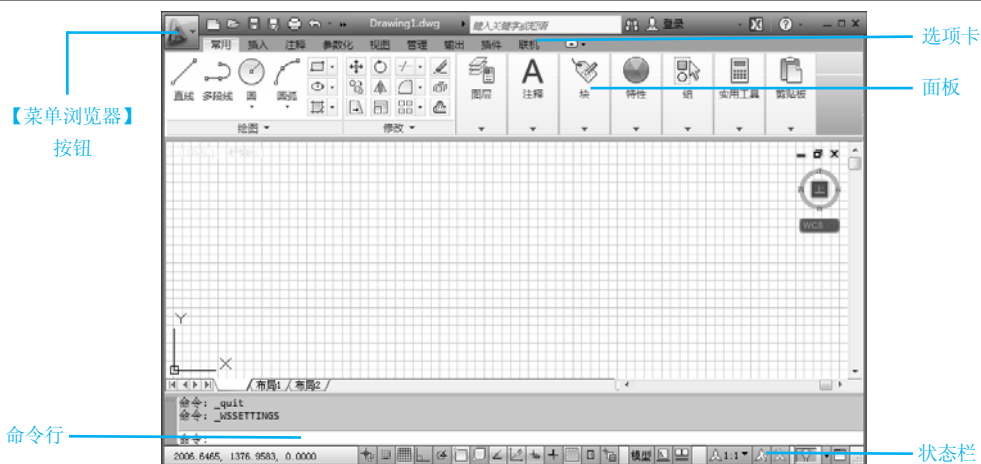 Drawing1.dwg
键入关键字或短语
登录
选项卡
常用 插入 注释 参数化 视图 管理 输出 插件 联机
面板
直线 多段线 圆 圆弧 图层 注释 块 特性 组 实用工具 剪贴板
【菜单浏览器】
按钮
绘图 修改
上
WCS
Y
X
布局1 布局2
命令: _quit
命令: _WSSETTINGS
命令行
命令:
2006.6465, 1376.9583, 0.0000 模型 1:1
状态栏